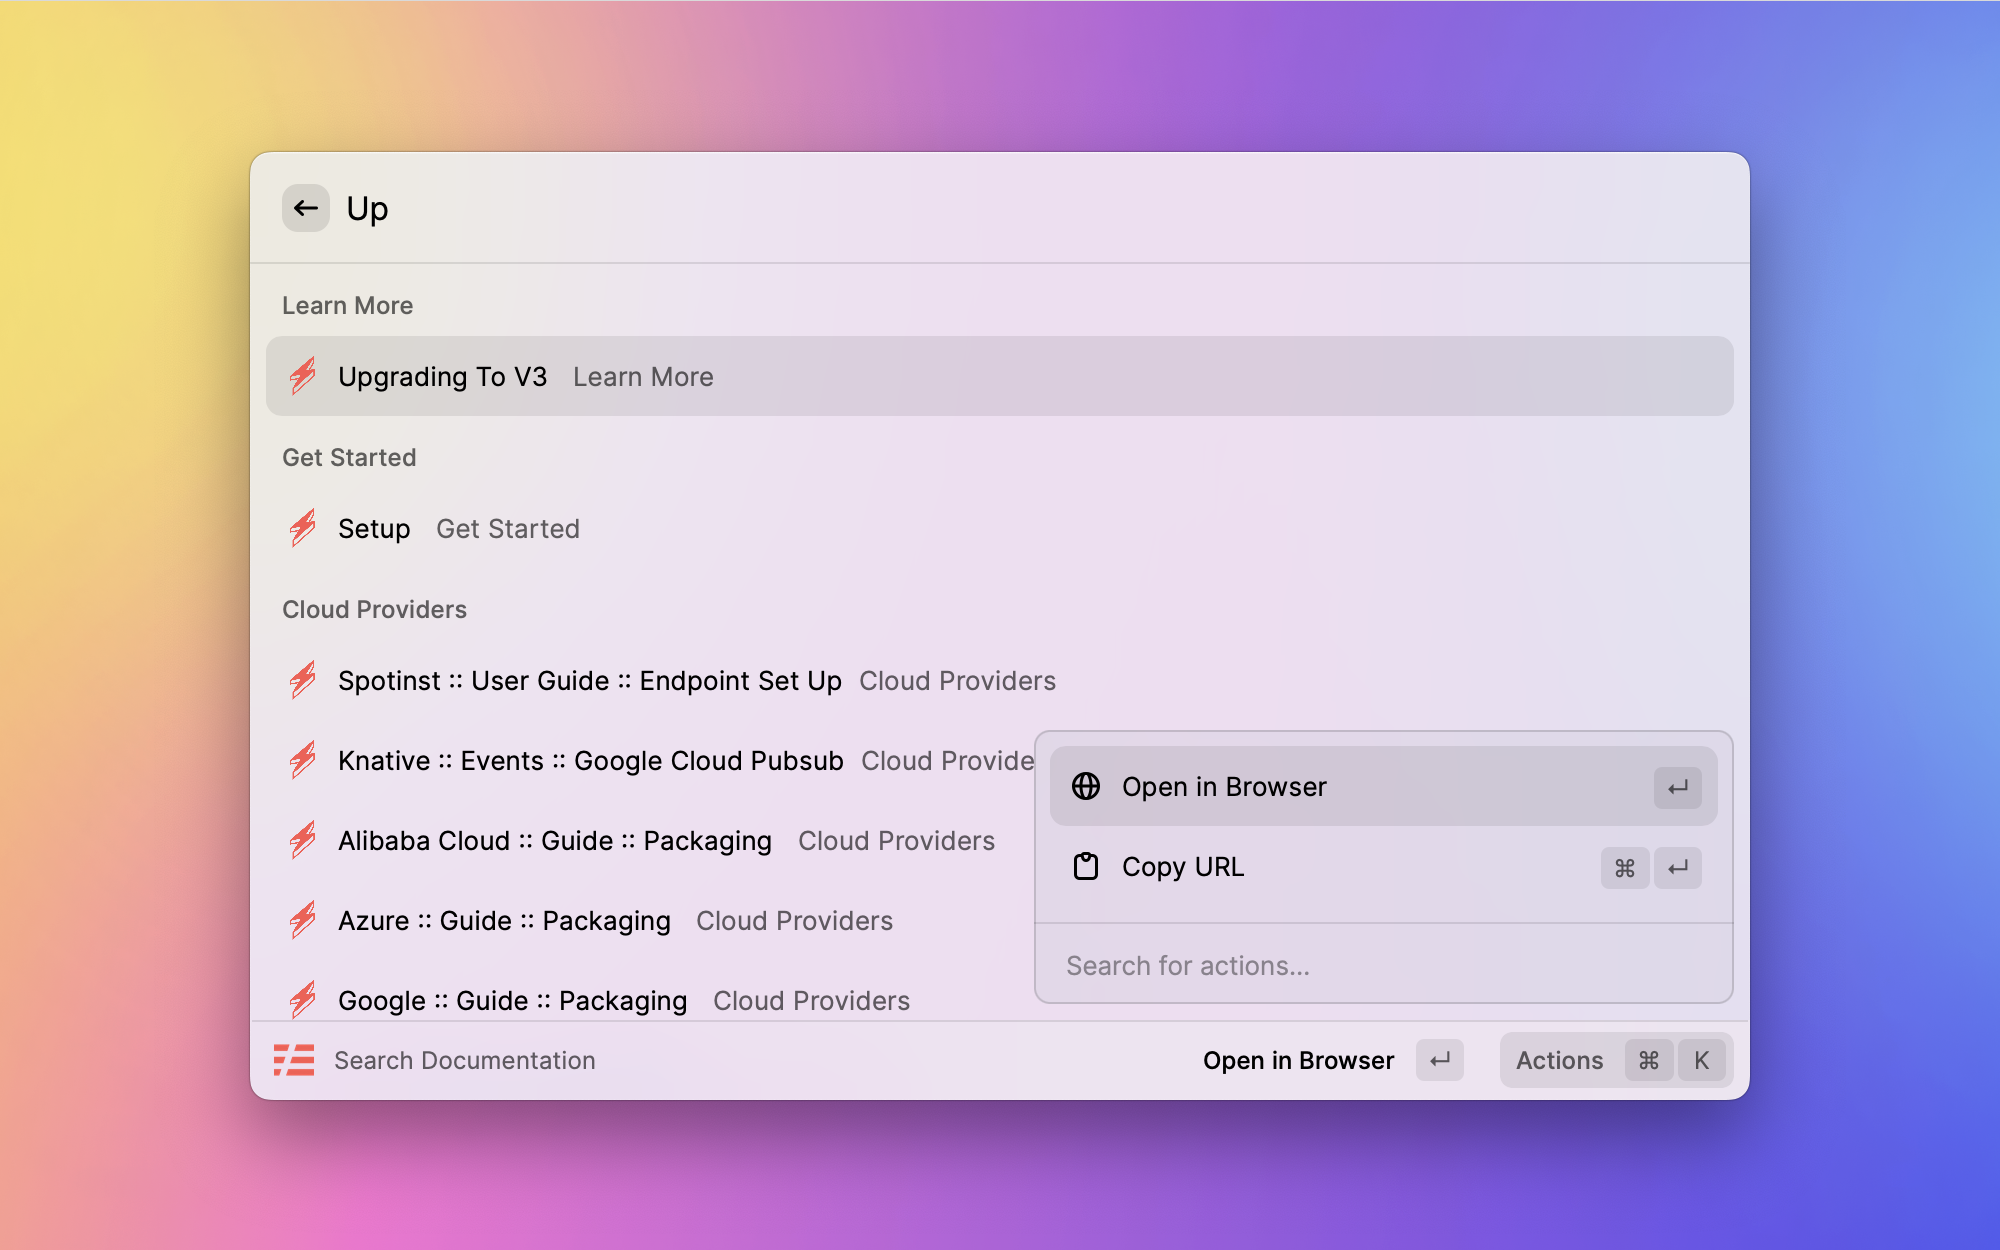 Up
Learn More
Upgrading To V3 Learn More
Get Started
Setup Get Started
Cloud Providers
Spotinst :: User Guide :: Endpoint Set Up Cloud Providers
Knative :: Events :: Google Cloud Pubsub Cloud Provide
Alibaba Cloud :: Guide :: Packaging Cloud Providers
Azure :: Guide :: Packaging Cloud Providers
Google :: Guide :: Packaging Cloud Providers
Open in Browser ↵
Copy URL ⌘ ↵
Search for actions...
Search Documentation
Open in Browser ↵
Actions ⌘ K